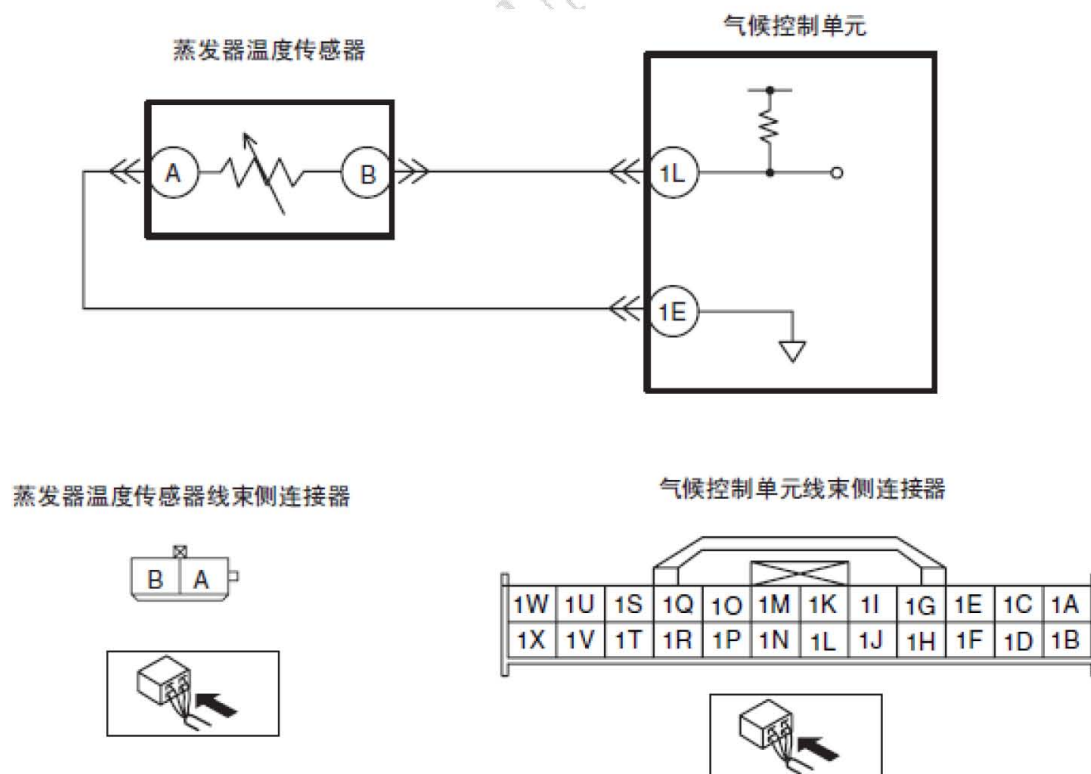 气候控制单元
蒸发器温度传感器
A
B
1L
1E
蒸发器温度传感器线束侧连接器
气候控制单元线束侧连接器
B A
1W 1U 1S 1Q 1O 1M 1K 1I 1G 1E 1C 1A
1X 1V 1T 1R 1P 1N 1L 1J 1H 1F 1D 1B